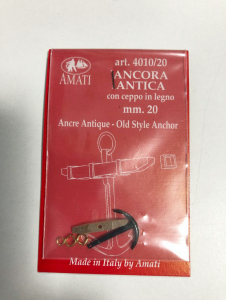 AMATI
art. 4010/20
ANCORA
ANTICA
con ceppo in legno
mm. 20
Ancre Antique - Old Style Anchor
Made in Italy by Amati